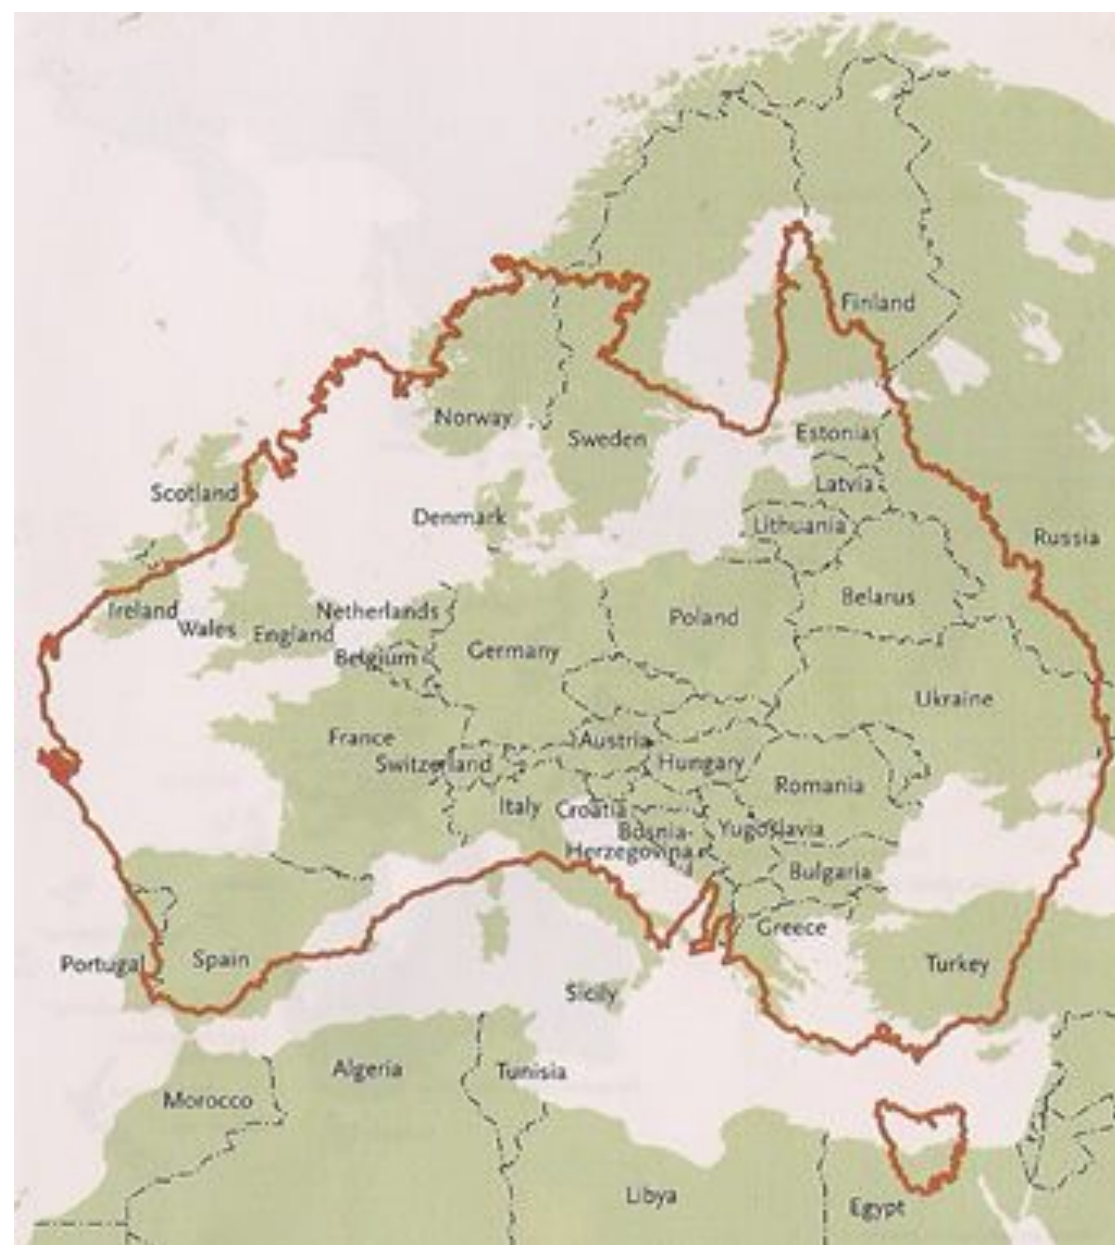 Finland
Norway
Sweden
Estonia
Scotland
Latvia
Denmark
Lithuania
Russia
Ireland
Netherlands
Belarus
Wales
England
Poland
Belgium
Germany
Ukraine
France
Austria
Switzerland
Hungary
Romania
Italy
Croatia
Bosnia-
Herzegovina
Yugoslavia
Bulgaria
Greece
Portugal
Spain
Turkey
Sicily
Algeria
Tunisia
Morocco
Libya
Egypt